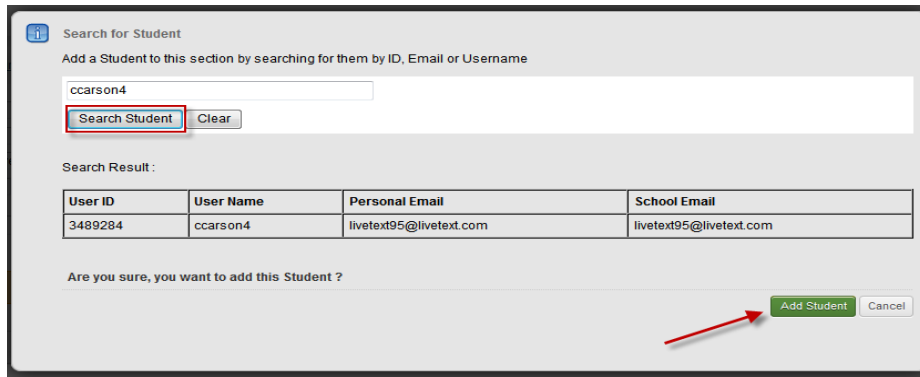 Search for Student
Add a Student to this section by searching for them by ID, Email or Username
ccarson4
Search Student Clear
Search Result :
User ID User Name Personal Email School Email
3489284 ccarson4 livetext95@livetext.com livetext95@livetext.com
Are you sure, you want to add this Student ?
Add Student Cancel